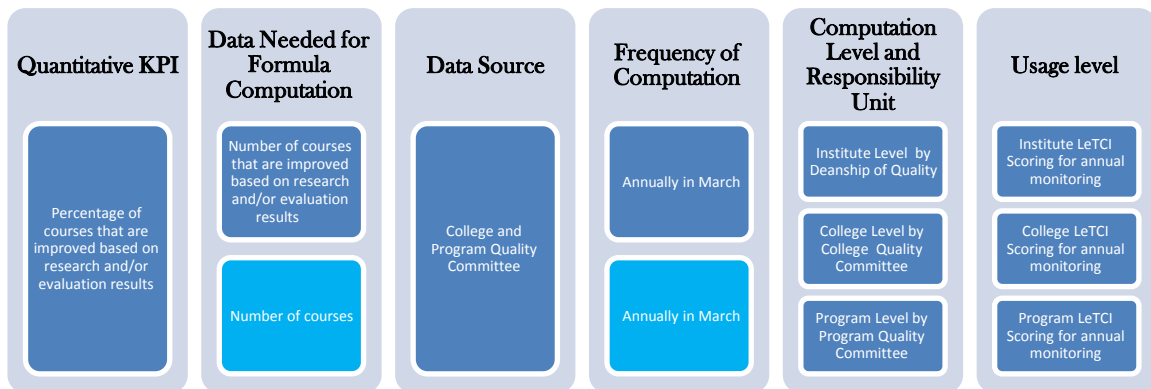 Quantitative KPI
Percentage of
courses that are
improved based on
research and/or
evaluation results
Data Needed for
Formula
Computation
Number of courses
that are improved
based on research
and/or evaluation
results
Number of courses
Data Source
College and
Program Quality
Committee
Frequency of
Computation
Annually in March
Annually in March
Computation
Level and
Responsibility
Unit
Institute Level by
Deanship of Quality
College Level by
College Quality
Committee
Program Level by
Program Quality
Committee
Usage level
Institute LeTCI
Scoring for annual
monitoring
College LeTCI
Scoring for annual
monitoring
Program LeTCI
Scoring for annual
monitoring